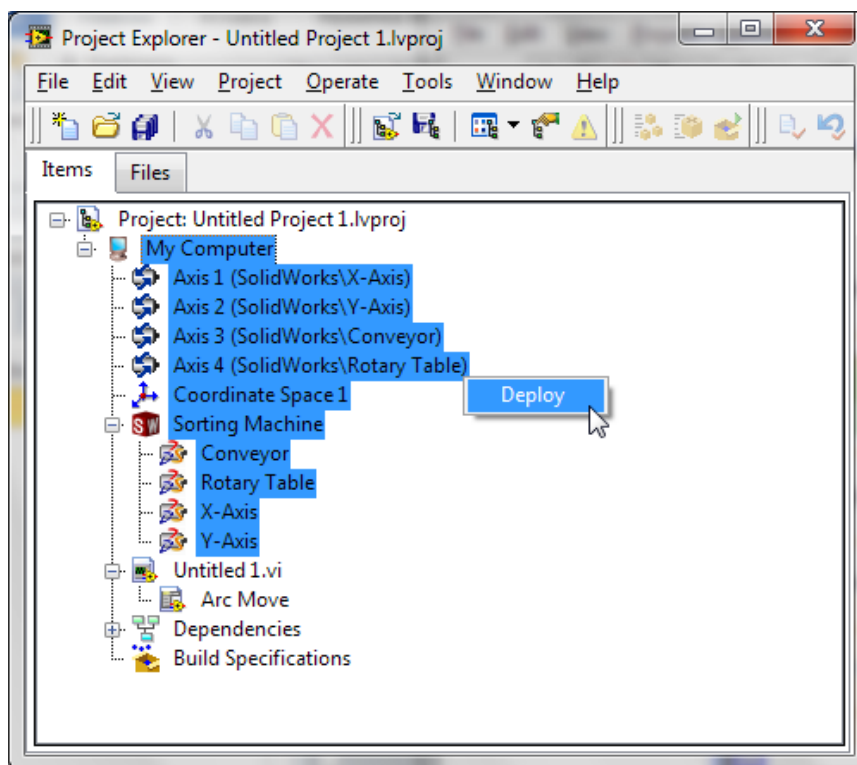 Project Explorer - Untitled Project 1.lvproj
File Edit View Project Operate Tools Window Help
Items Files
Project: Untitled Project 1.lvproj
My Computer
Axis 1 (SolidWorks\X-Axis)
Axis 2 (SolidWorks\Y-Axis)
Axis 3 (SolidWorks\Conveyor)
Axis 4 (SolidWorks\Rotary Table)
Coordinate Space 1
Deploy
Sorting Machine
Conveyor
Rotary Table
X-Axis
Y-Axis
Untitled 1.vi
Arc Move
Dependencies
Build Specifications